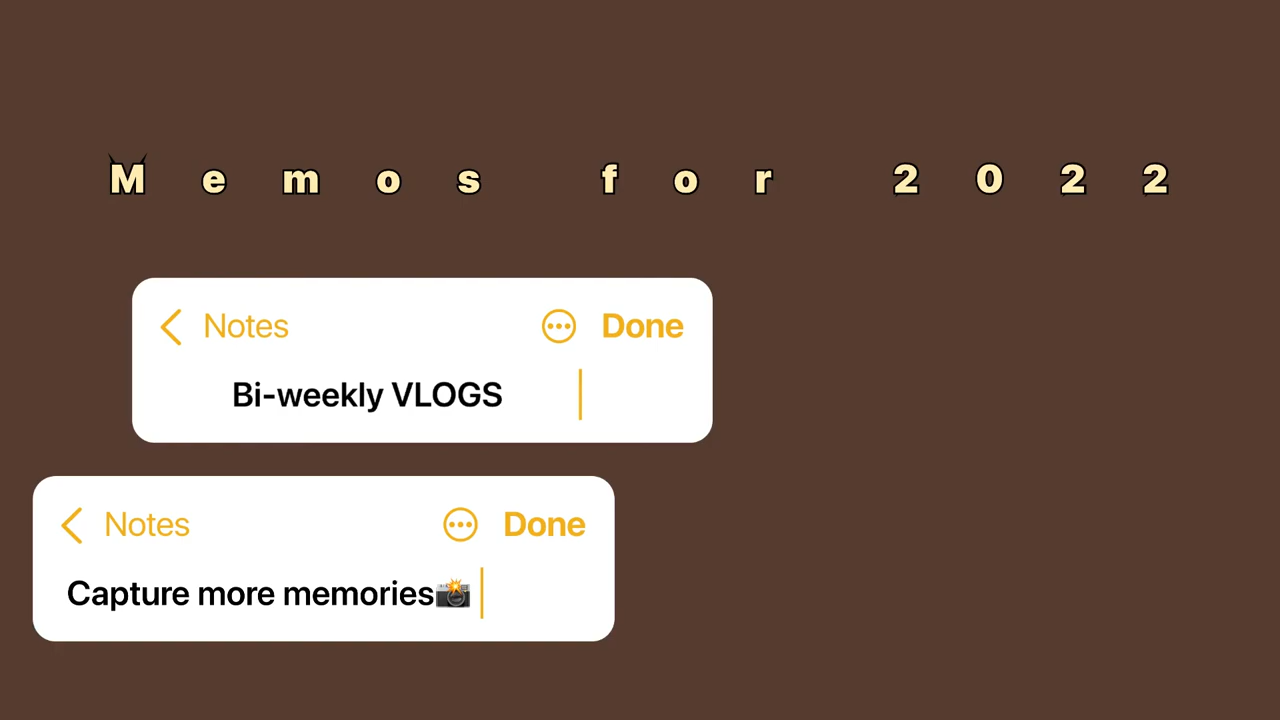 Memos for 2022
Notes Done
Bi-weekly VLOGS
Notes Done
Capture more memories📸